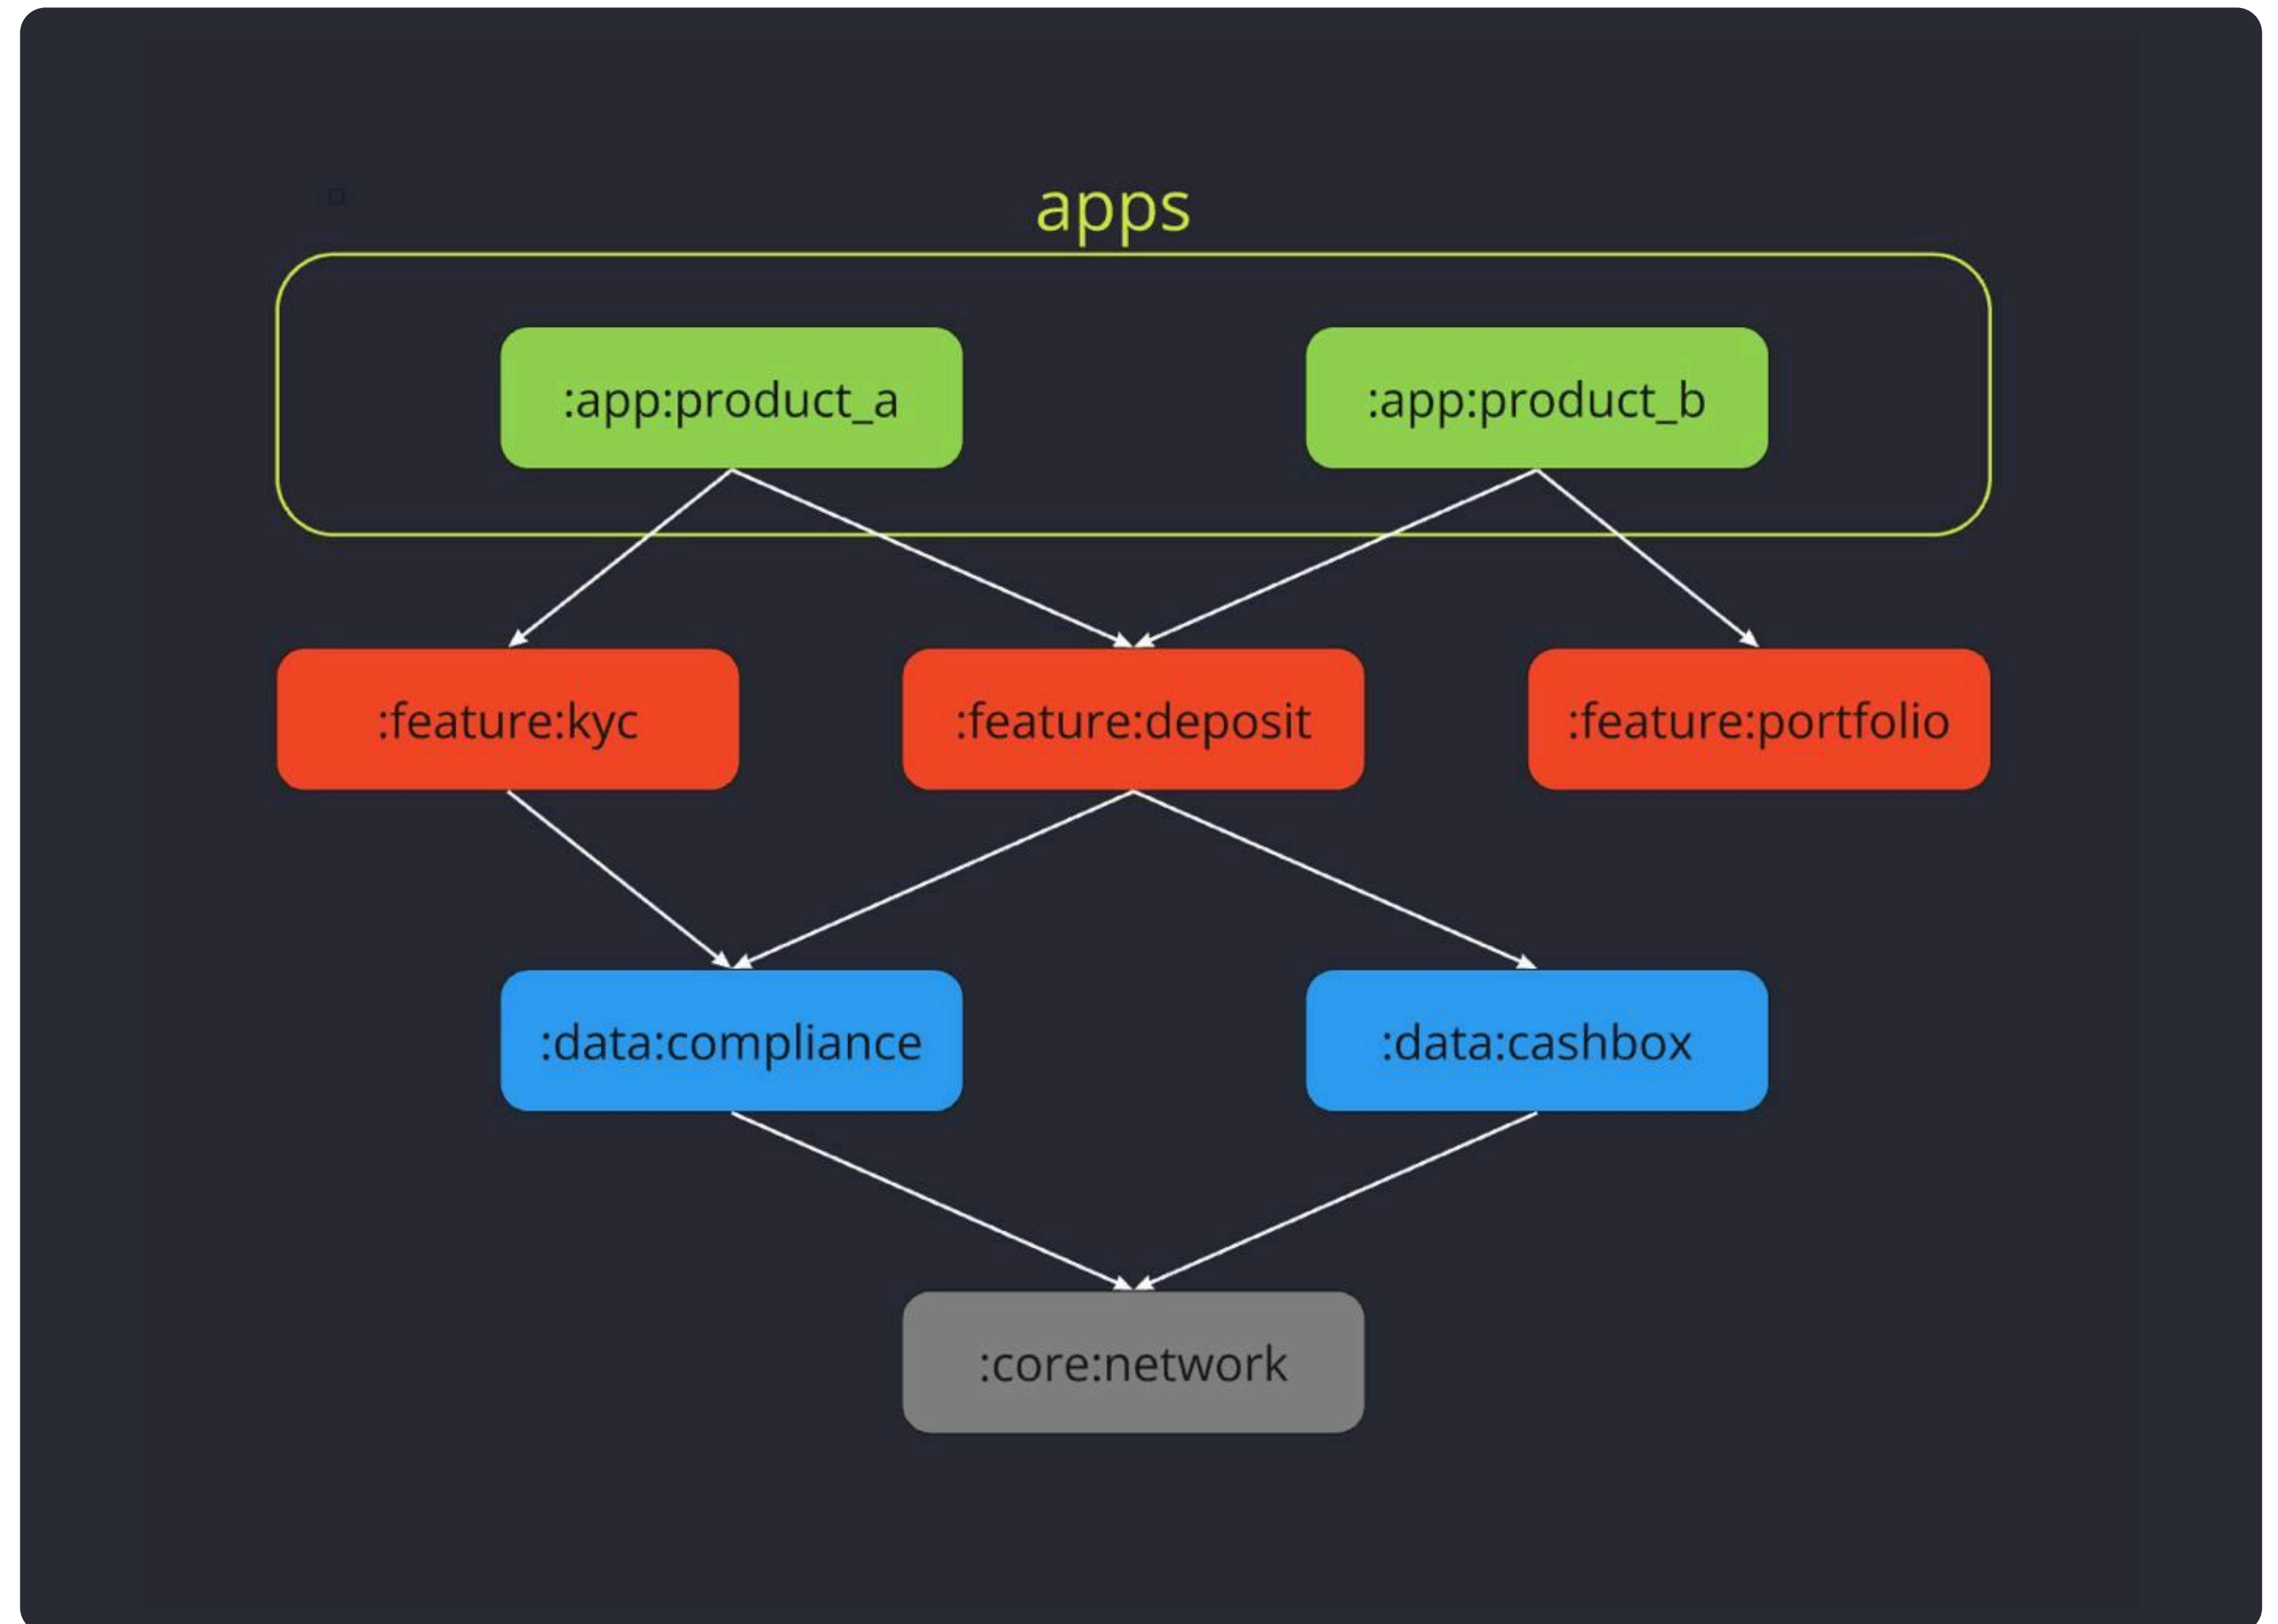 apps
:app:product_a
:app:product_b
:feature:kyc
:feature:deposit
:feature:portfolio
:data:compliance
:data:cashbox
:core:network